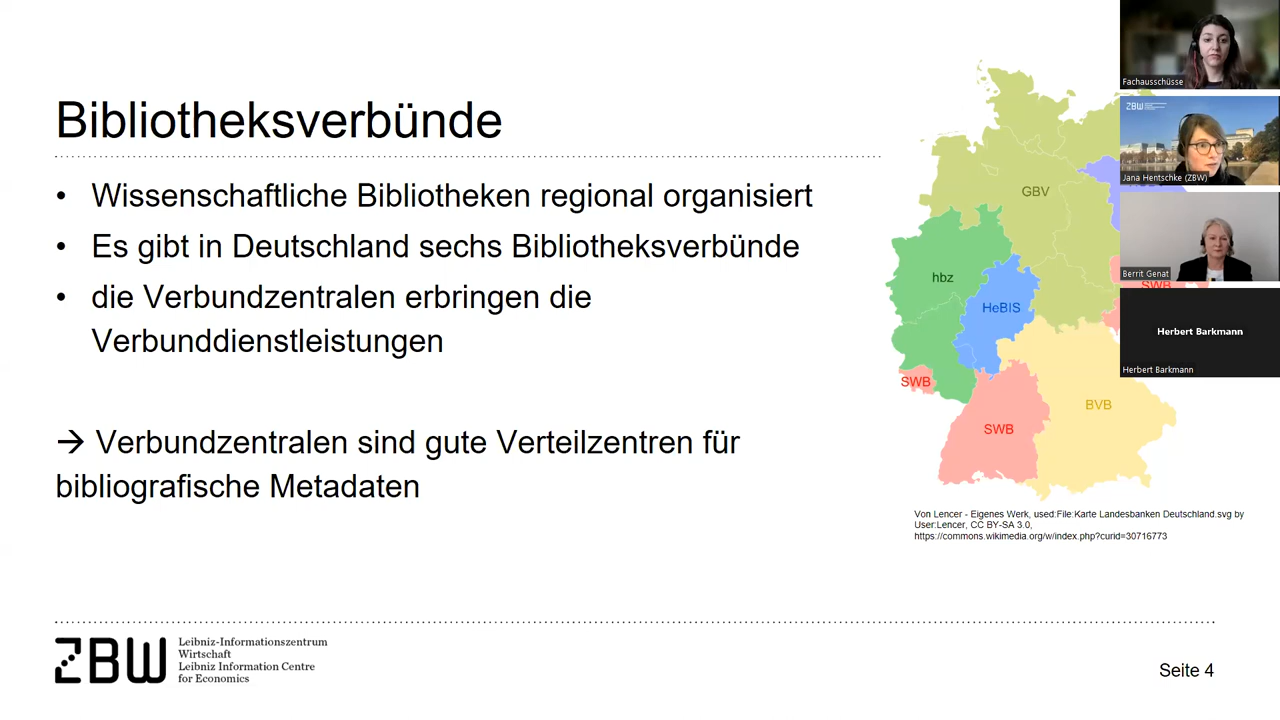 Bibliotheksverbünde
• Wissenschaftliche Bibliotheken regional organisiert
• Es gibt in Deutschland sechs Bibliotheksverbünde
• die Verbundzentralen erbringen die
Verbunddienstleistungen
→ Verbundzentralen sind gute Verteilzentren für
bibliografische Metadaten
GBV
hbz
HeBIS
SWB
SWB
SWB
BVB
Von Lencer - Eigenes Werk, used:File:Karte Landesbanken Deutschland.svg by
User:Lencer, CC BY-SA 3.0,
https://commons.wikimedia.org/w/index.php?curid=30716773
Fachausschüsse
ZBW
Jana Hentschke (ZBW)
Berrit Genat
Herbert Barkmann
Herbert Barkmann
ZBW
Leibniz-Informationszentrum
Wirtschaft
Leibniz Information Centre
for Economics
Seite 4